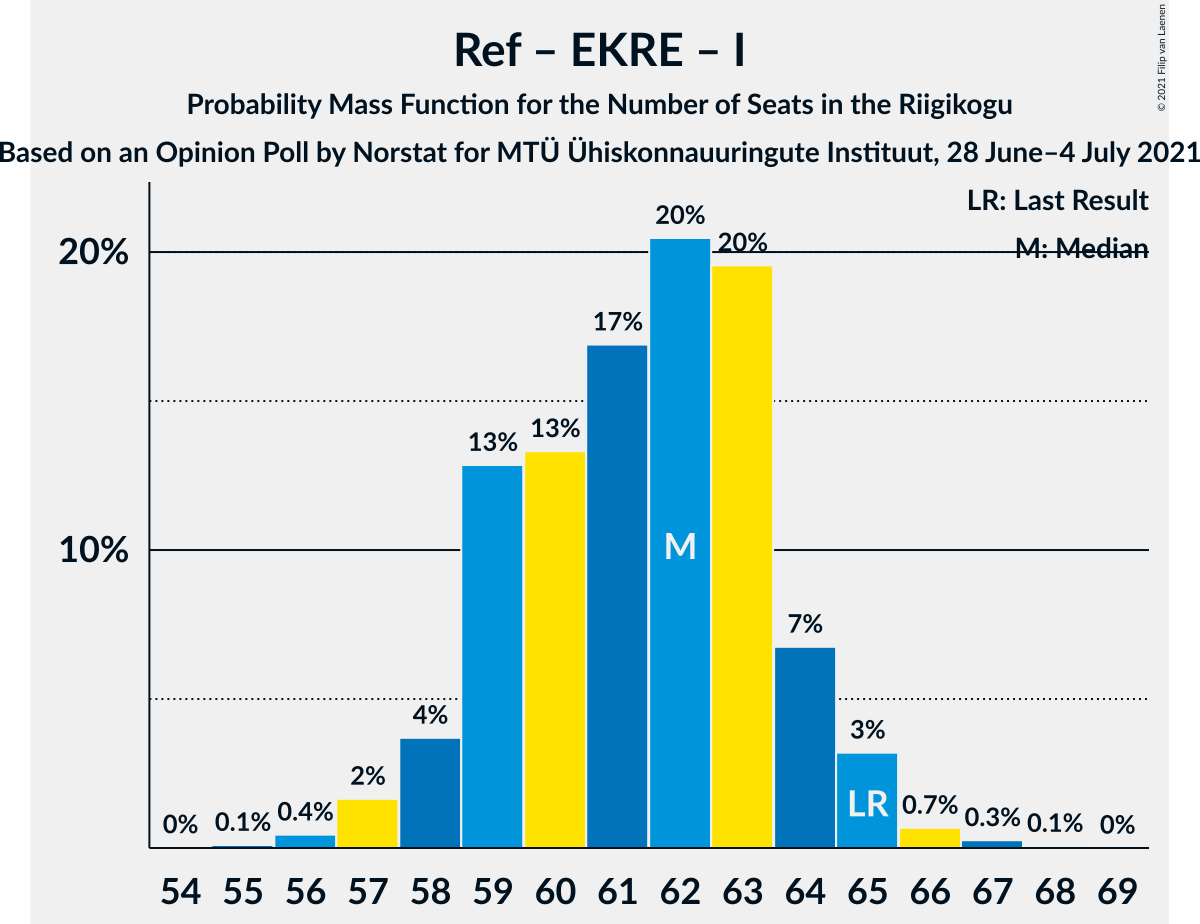 Ref – EKRE – I
Probability Mass Function for the Number of Seats in the Riigikogu
Based on an Opinion Poll by Norstat for MTÜ Ühiskonnauuringute Instituut, 28 June–4 July 2021
© 2021 Filip van Laenen
LR: Last Result
M: Median
20%
10%
0%
0.1%
0.4%
2%
4%
13%
13%
17%
20%
20%
7%
3%
0.7%
0.3%
0.1%
0%
M
LR
54 55 56 57 58 59 60 61 62 63 64 65 66 67 68 69